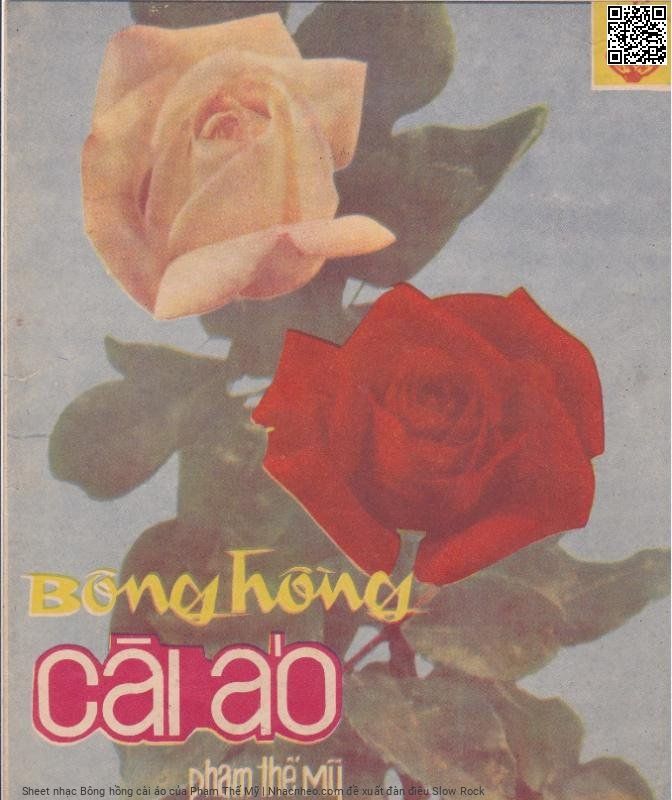 Bông hồng
cài áo
phạm thế mỹ
Sheet nhạc Bông hồng cài áo của Phạm Thế Mỹ | Nhacnheo.com đề xuất đàn điệu Slow Rock